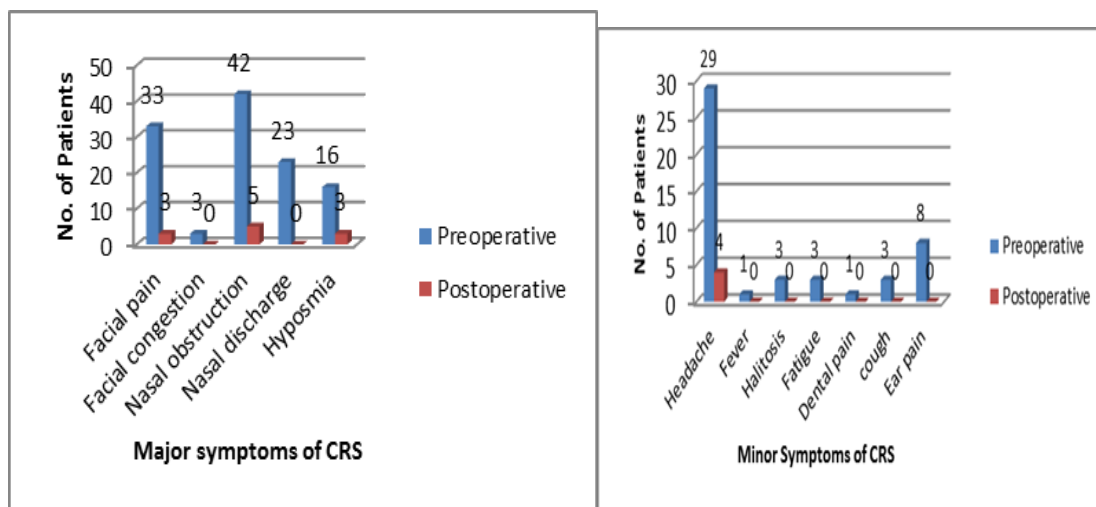 50
40
30
20
10
0
No. of Patients
33
3
3
0
42
5
23
0
16
3
Facial pain
Facial congestion
Nasal obstruction
Nasal discharge
Hyposmia
Preoperative
Postoperative
Major symptoms of CRS
30
25
20
15
10
5
0
No. of Patients
29
4
1
0
3
0
3
0
1
0
3
0
8
0
Headache
Fever
Halitosis
Fatigue
Dental pain
cough
Ear pain
Preoperative
Postoperative
Minor Symptoms of CRS